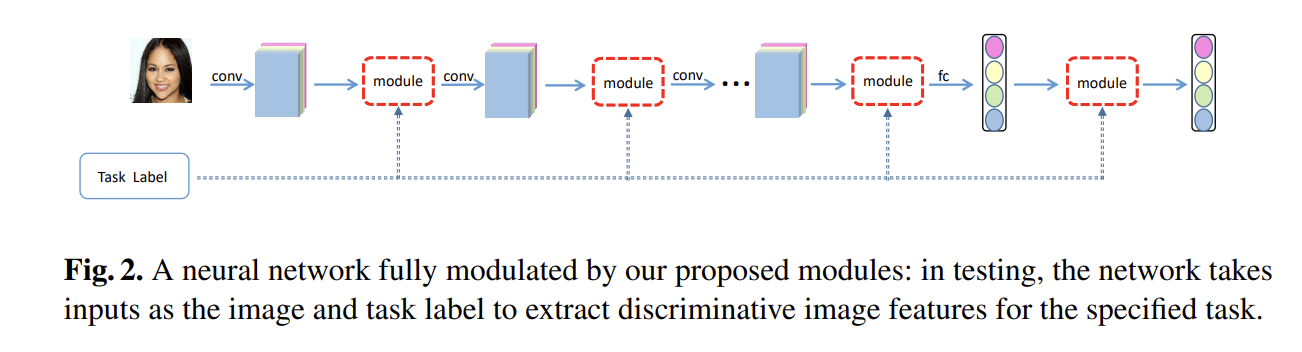 conv
module
conv
module
conv
module
fc
module
Task Label
Fig. 2. A neural network fully modulated by our proposed modules: in testing, the network takes
inputs as the image and task label to extract discriminative image features for the specified task.